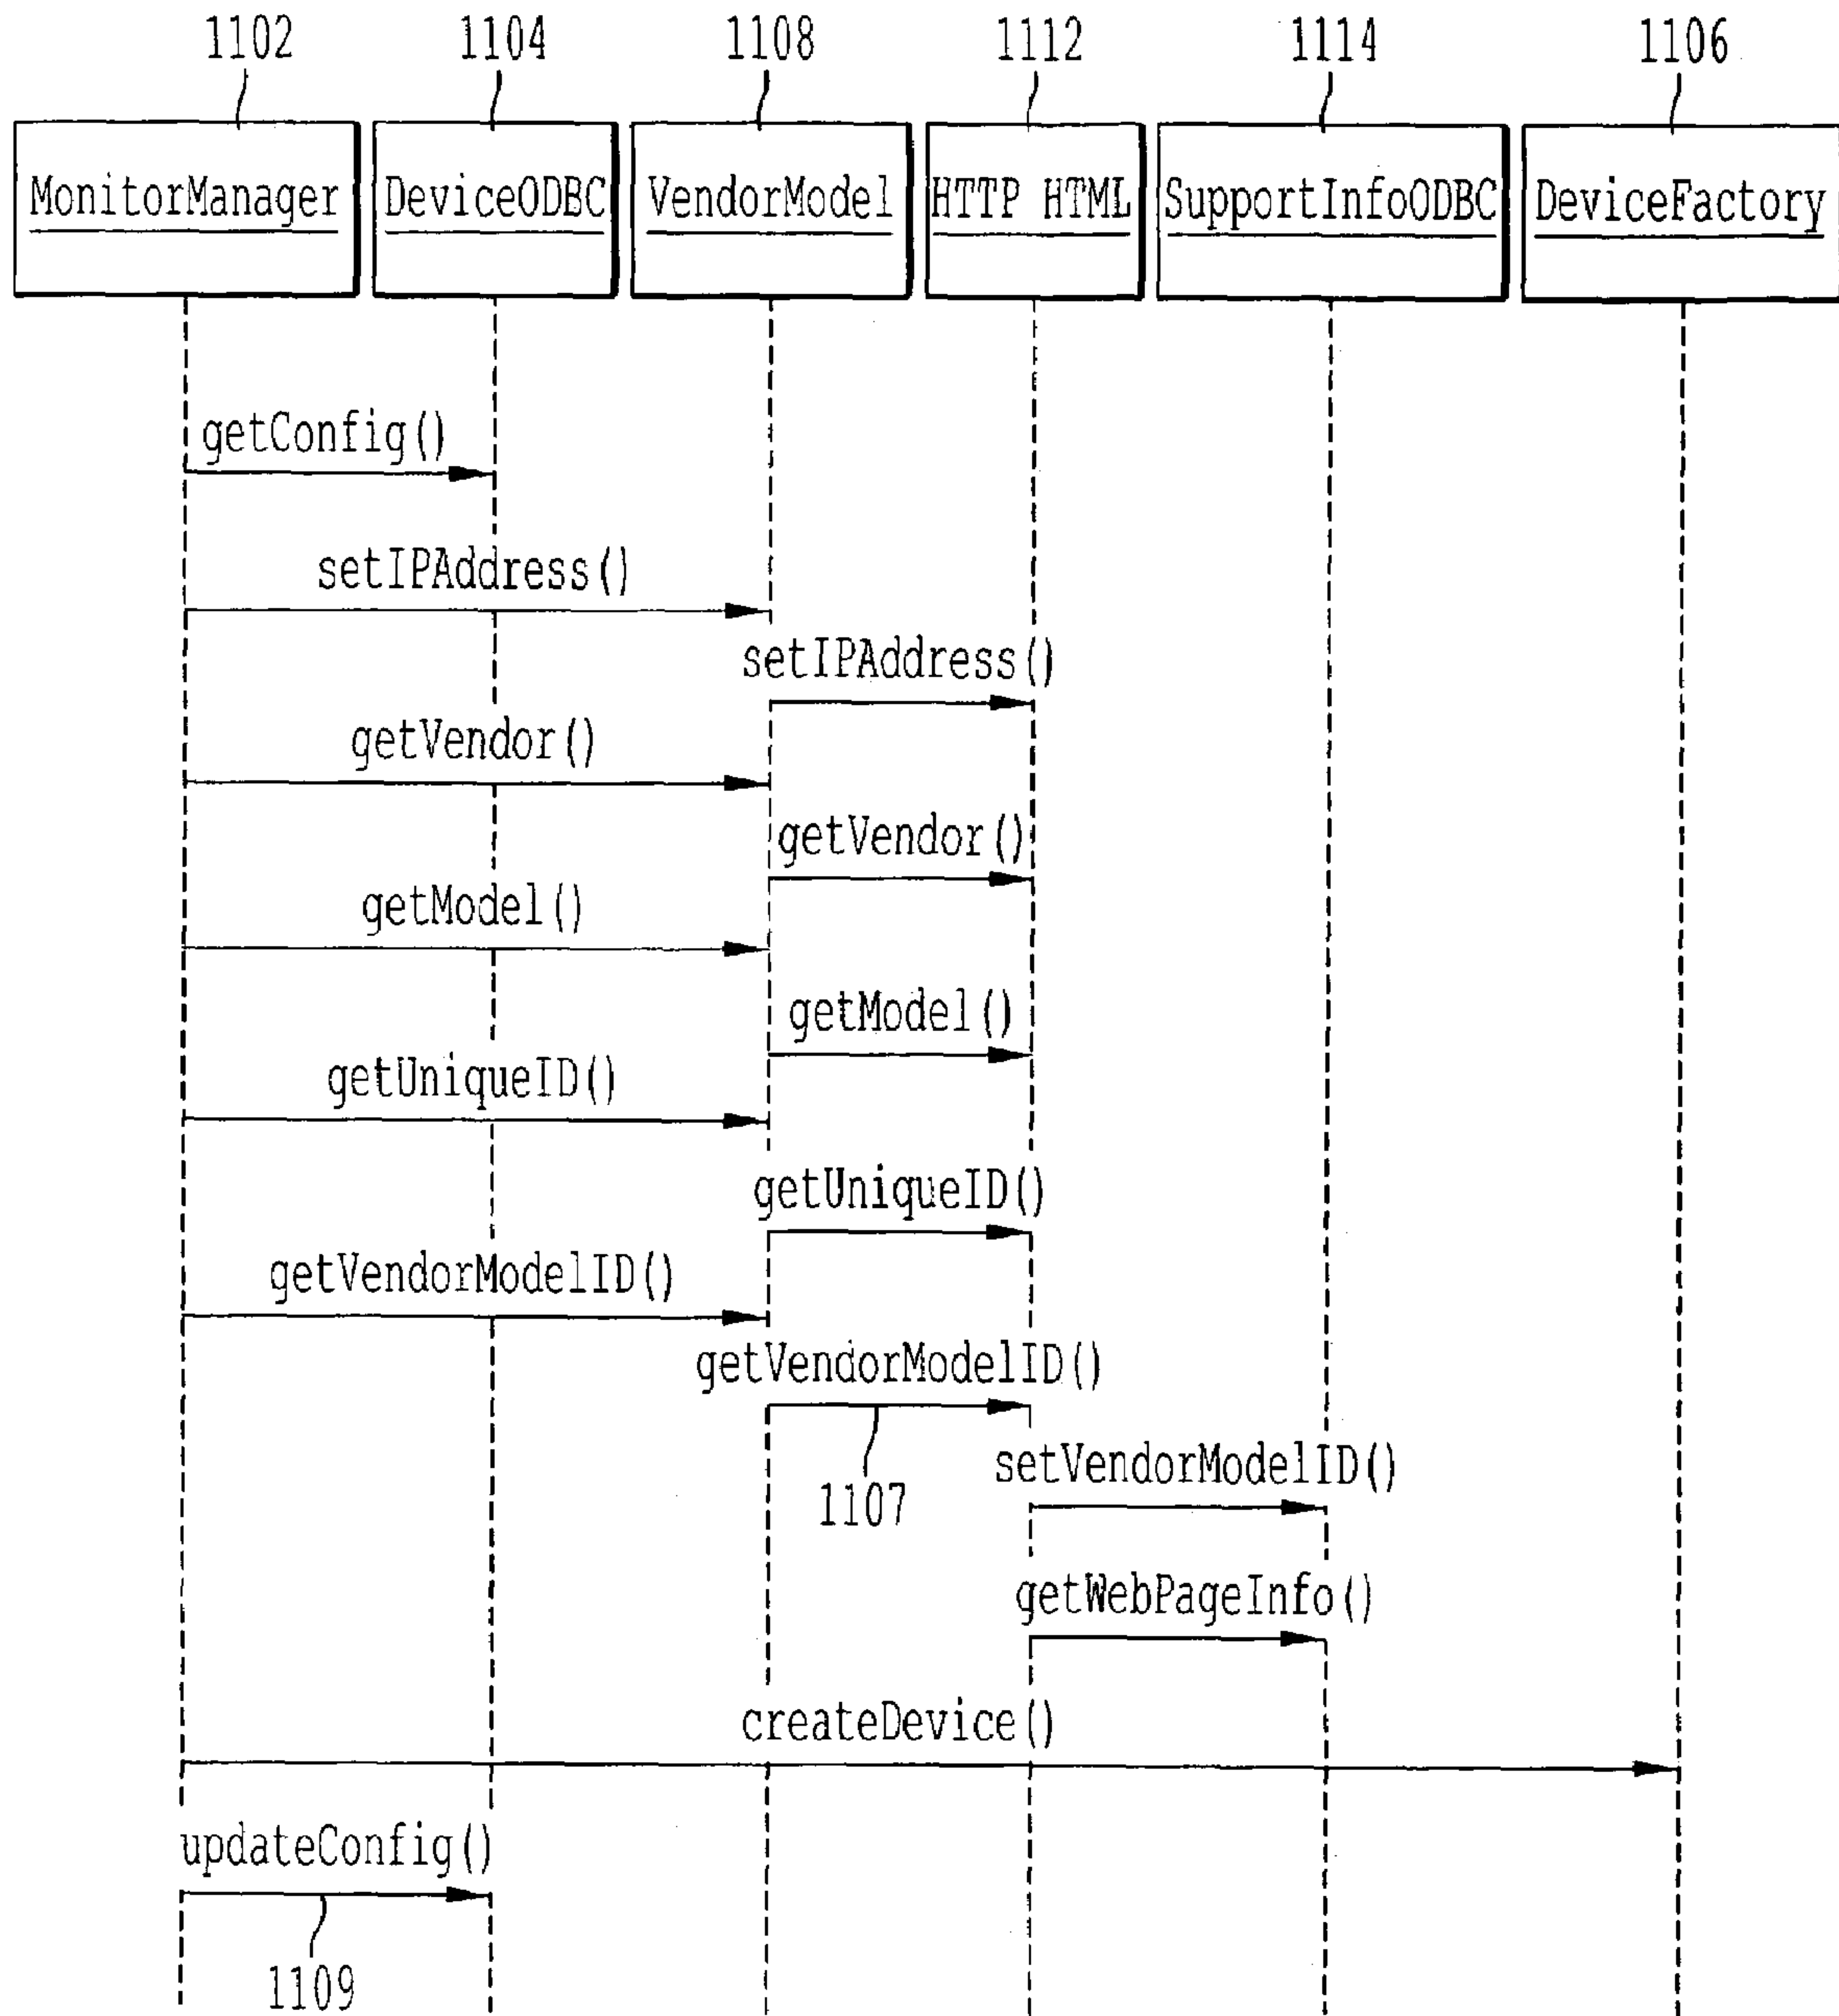 1102 1104 1108 1112 1114 1106
MonitorManager DeviceODBC VendorModel HTTP HTML SupportInfoODBC DeviceFactory
getConfig()
setIPAddress()
setIPAddress()
getVendor()
getVendor()
getModel()
getModel()
getUniqueID()
getUniqueID()
getVendorModelID()
getVendorModelID()
1107
setVendorModelID()
getWebPageInfo()
createDevice()
updateConfig()
1109